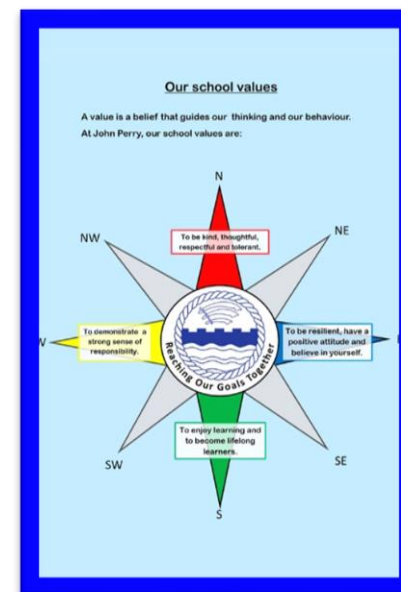 Our school values
A value is a belief that guides our thinking and our behaviour.
At John Perry, our school values are:
N
NW
NE
To be kind, thoughtful,
respectful and tolerant.
To demonstrate a
strong sense of
responsibility.
To be resilient, have a
positive attitude and
believe in yourself.
Reaching Our Goals Together
To enjoy learning and
to become lifelong
learners.
SW
SE
S